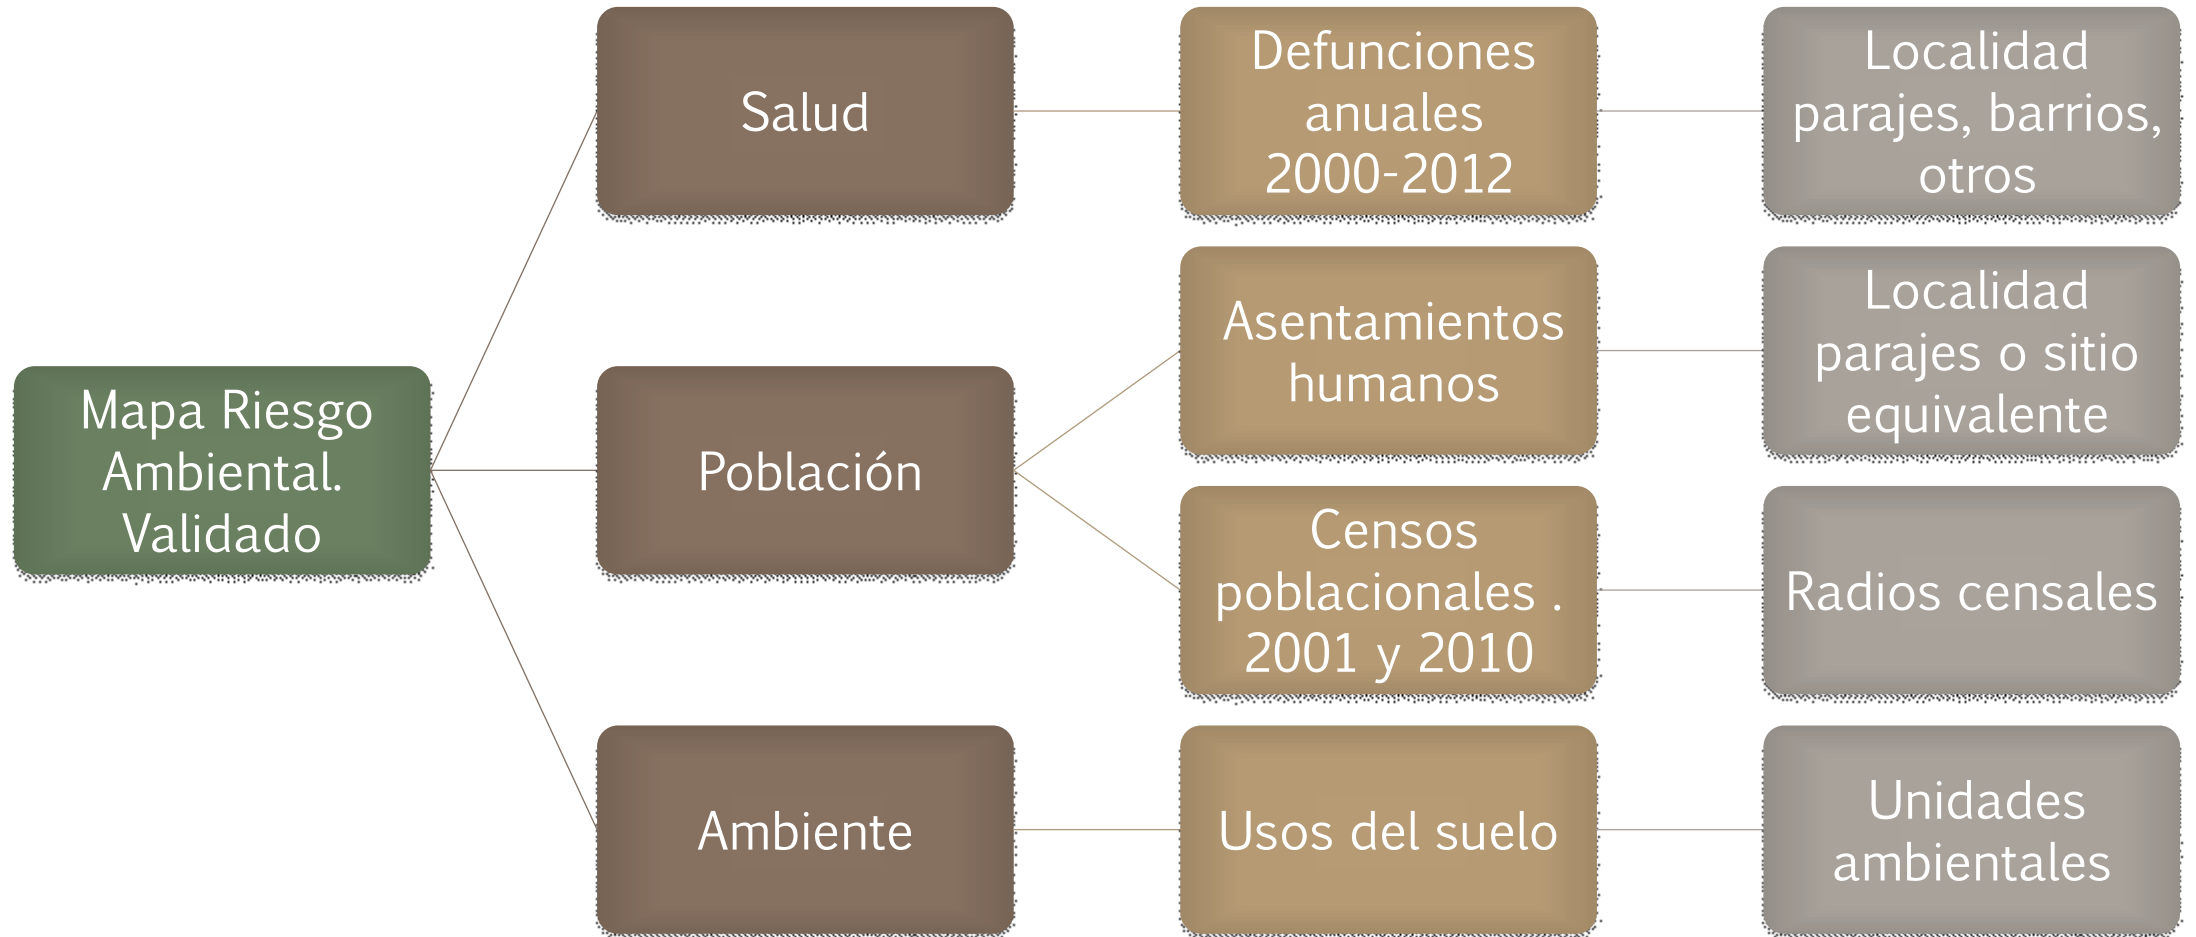 Mapa Riesgo
Ambiental.
Validado
Salud
Defunciones
anuales
2000-2012
Localidad
parajes, barrios,
otros
Población
Asentamientos
humanos
Localidad
parajes o sitio
equivalente
Censos
poblacionales .
2001 y 2010
Radios censales
Ambiente
Usos del suelo
Unidades
ambientales